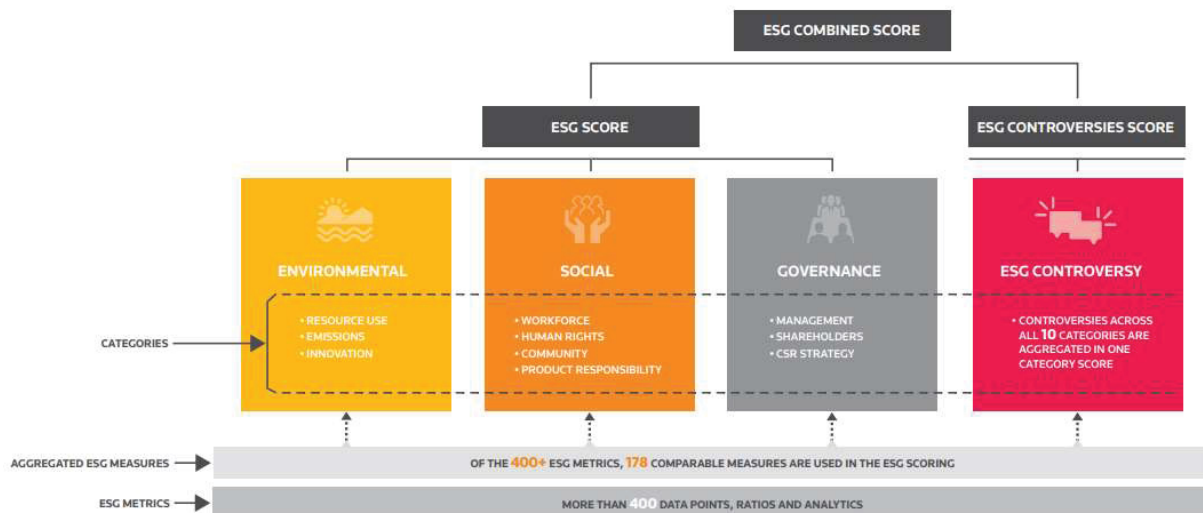 ESG COMBINED SCORE
ESG SCORE
ESG CONTROVERSIES SCORE
ENVIRONMENTAL
SOCIAL
GOVERNANCE
ESG CONTROVERSY
CATEGORIES
• RESOURCE USE
• EMISSIONS
• INNOVATION
• WORKFORCE
• HUMAN RIGHTS
• COMMUNITY
• PRODUCT RESPONSIBILITY
• MANAGEMENT
• SHAREHOLDERS
• CSR STRATEGY
• CONTROVERSIES ACROSS
ALL 10 CATEGORIES ARE
AGGREGATED IN ONE
CATEGORY SCORE
AGGREGATED ESG MEASURES
OF THE 400+ ESG METRICS, 178 COMPARABLE MEASURES ARE USED IN THE ESG SCORING
ESG METRICS
MORE THAN 400 DATA POINTS, RATIOS AND ANALYTICS